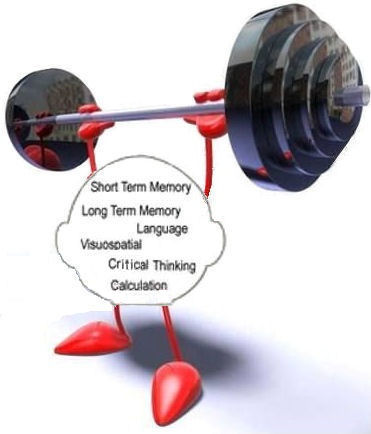 Short Term Memory
Long Term Memory
Language
Visuospatial
Critical Thinking
Calculation